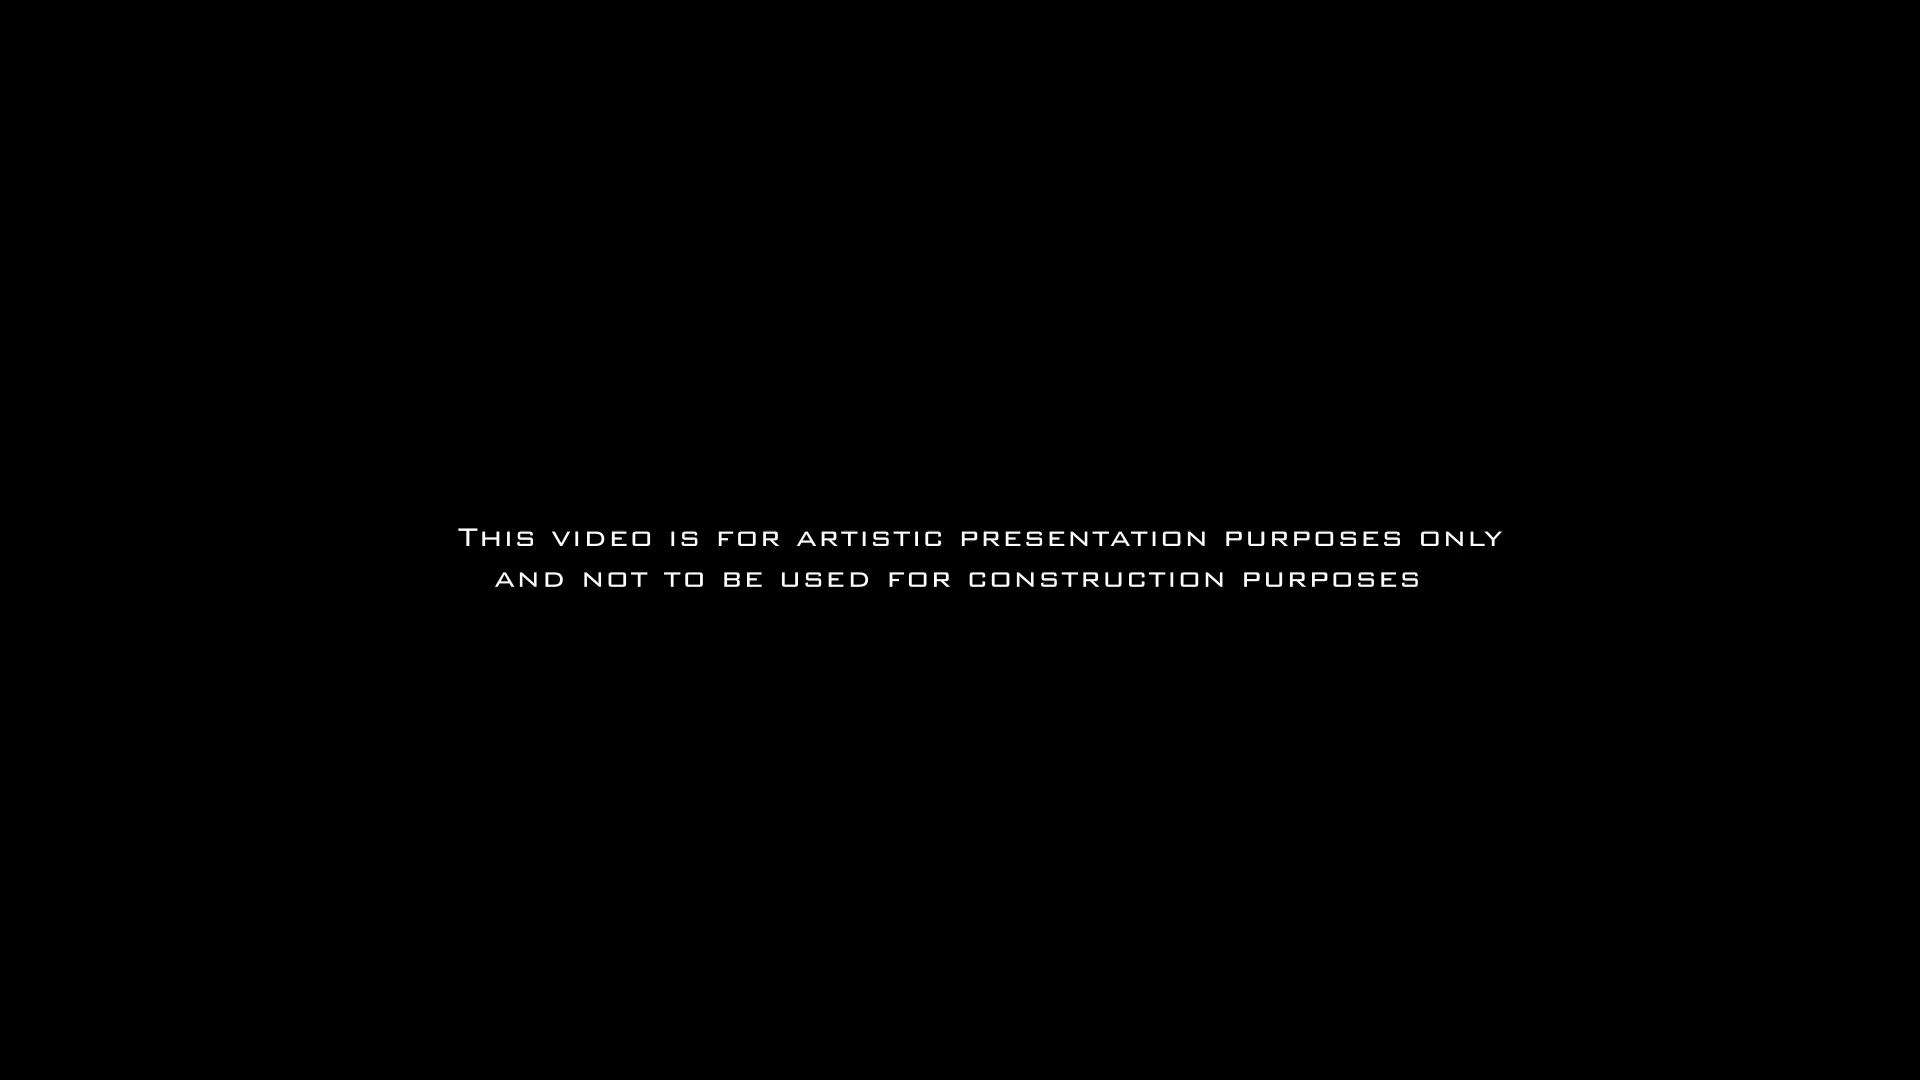 This video is for artistic presentation purposes only
and not to be used for construction purposes